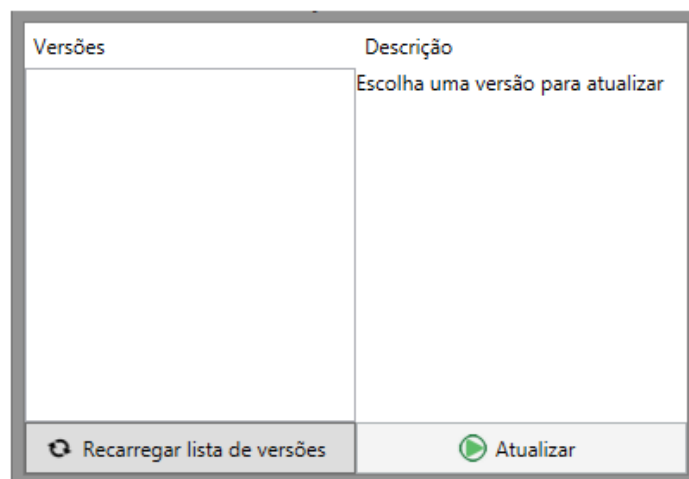 Versões
Descrição
Escolha uma versão para atualizar
Recarregar lista de versões
Atualizar